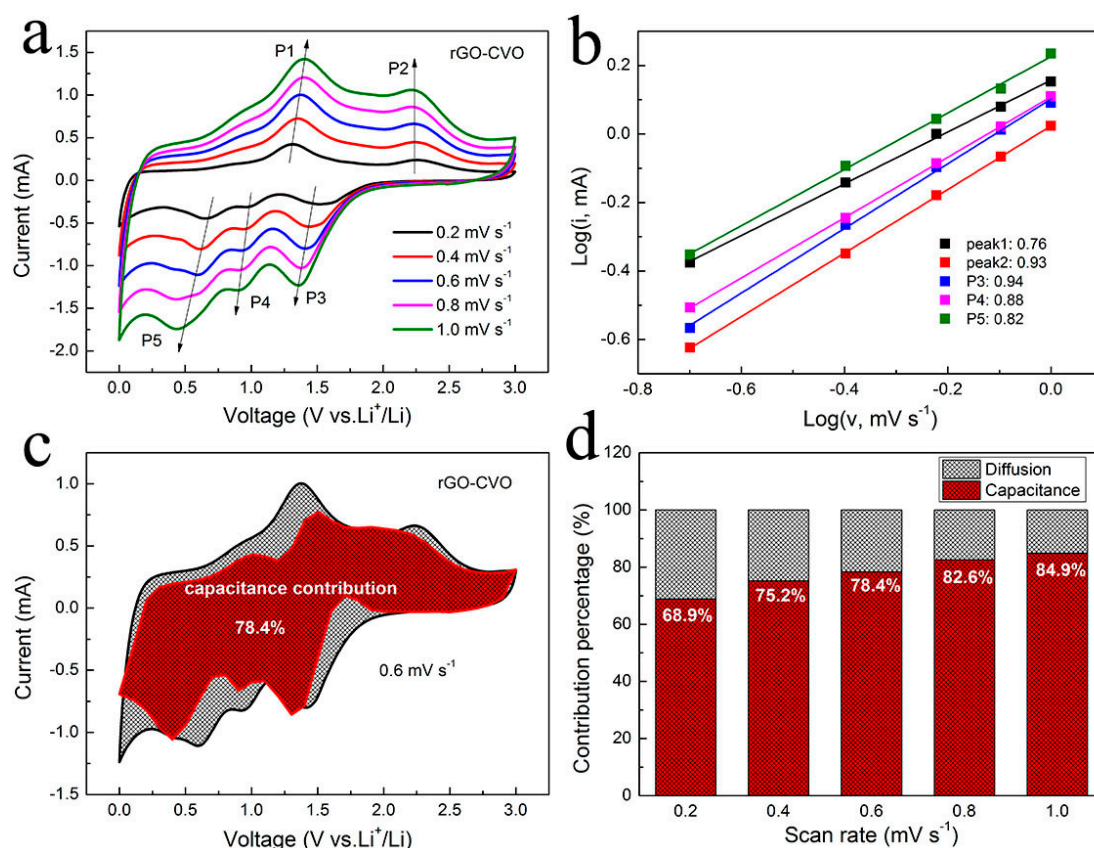 a
rGO-CVO
P1
P2
P3
P4
P5
0.2 mV s⁻¹
0.4 mV s⁻¹
0.6 mV s⁻¹
0.8 mV s⁻¹
1.0 mV s⁻¹
1.5
1.0
0.5
0.0
-0.5
-1.0
-1.5
-2.0
Current (mA)
0.0 0.5 1.0 1.5 2.0 2.5 3.0
Voltage (V vs.Li⁺/Li)
b
0.2
0.0
-0.2
-0.4
-0.6
Log(i, mA)
peak1: 0.76
peak2: 0.93
P3: 0.94
P4: 0.88
P5: 0.82
-0.8 -0.6 -0.4 -0.2 0.0
Log(v, mV s⁻¹)
c
rGO-CVO
capacitance contribution
78.4%
0.6 mV s⁻¹
1.0
0.5
0.0
-0.5
-1.0
-1.5
Current (mA)
0.0 0.5 1.0 1.5 2.0 2.5 3.0
Voltage (V vs.Li⁺/Li)
d
Diffusion
Capacitance
120
100
80
60
40
20
0
Contribution percentage (%)
68.9% 75.2% 78.4% 82.6% 84.9%
0.2 0.4 0.6 0.8 1.0
Scan rate (mV s⁻¹)